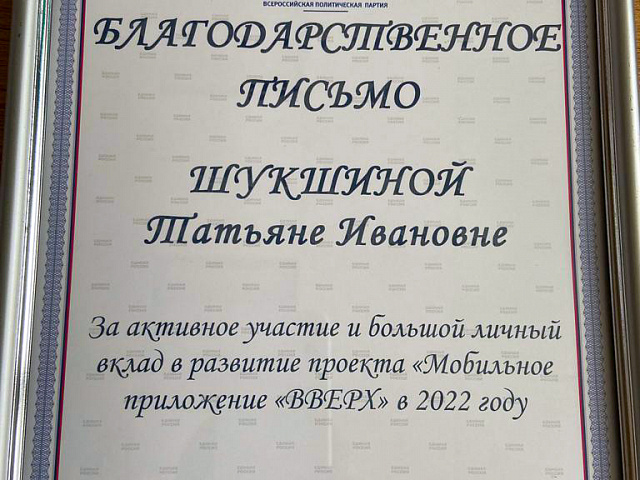 ВСЕРОССИЙСКАЯ ПОЛИТИЧЕСКАЯ ПАРТИЯ
БЛАГОДАРСТВЕННОЕ
ПИСЬМО
ШУКШИНОЙ
Татьяне Ивановне
За активное участие и большой личный
вклад в развитие проекта «Мобильное
приложение «ВВЕРХ» в 2022 году